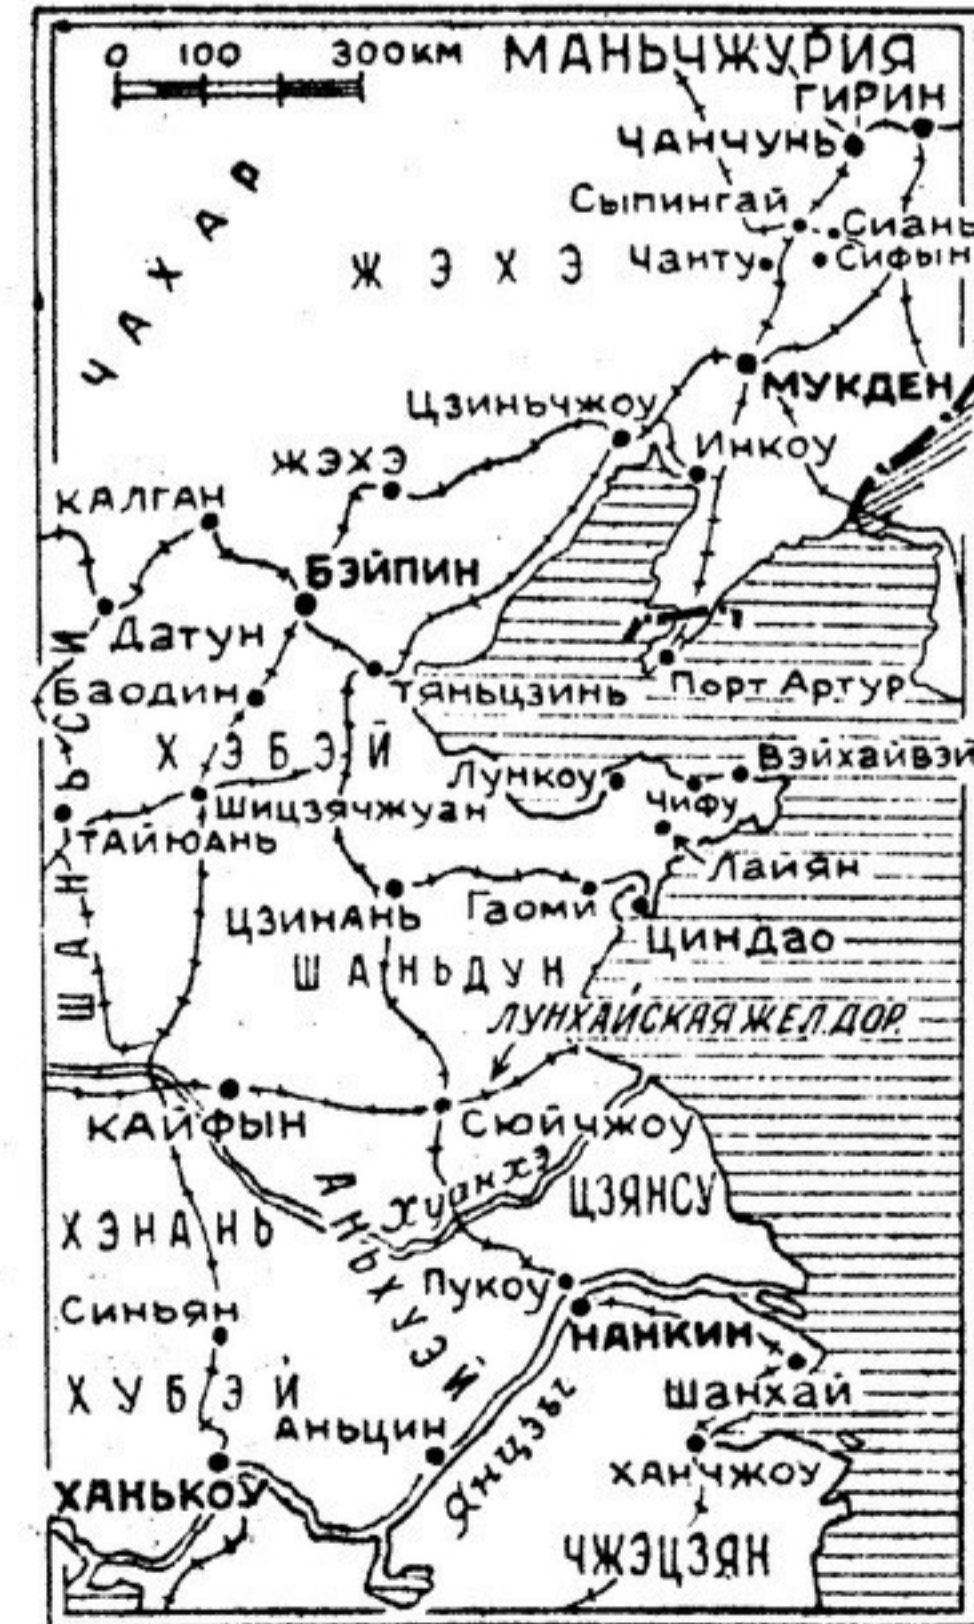 0 100 300км
МАНЬЧЖУРИЯ
ГИРИН
ЧАНЧУНЬ
ЧАХАР
Сыпингай
Сиань
ЖЭХЭ
Чанту
Сифын
МУКДЕН
Цзиньчжоу
Инкоу
ЖЭХЭ
КАЛГАН
БЭЙПИН
Датун
Тяньцзинь
Порт Артур
Баодин
ХЭБЭЙ
Лункоу
Вэйхайвэй
Чифу
Шицзячжуан
ТАЙЮАНЬ
Лайян
ШАНЬСИ
ЦЗИНАНЬ
Гаоми
ЦИНДАО
ШАНЬДУН
ЛУНХАЙСКАЯ ЖЕЛ.ДОР.
КАЙФЫН
Сюйчжоу
Хуанхэ
ЦЗЯНСУ
АНЬХУЭЙ
ХЭНАНЬ
Пукоу
Синьян
НАНКИН
ХУБЭЙ
Шанхай
Аньцин
Янцзы
ХАНЬКОУ
ХАНЧЖОУ
ЧЖЭЦЗЯН